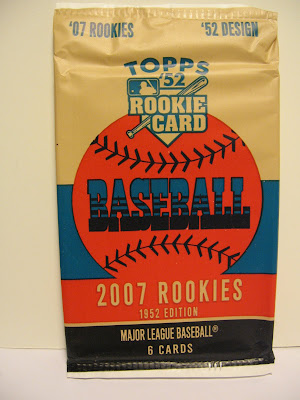 '07 ROOKIES '52 DESIGN
TOPPS
'52
ROOKIE
CARD
BASEBALL
2007 ROOKIES
1952 EDITION
MAJOR LEAGUE BASEBALL®
6 CARDS